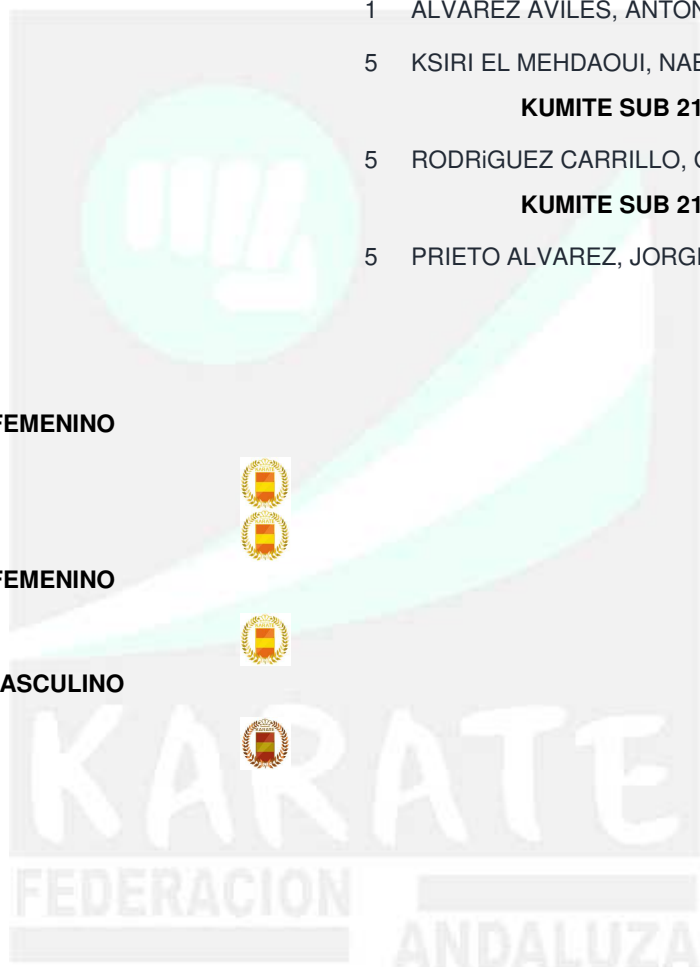 1 ALVAREZ AVILES, ANTON
5 KSIRI EL MEHDAOUI, NAB
KUMITE SUB 21
5 RODRiGUEZ CARRILLO, C
KUMITE SUB 21
5 PRIETO ALVAREZ, JORGE
FEMENINO
FEMENINO
ASCULINO
KARATE
FEDERACION
ANDALUZA